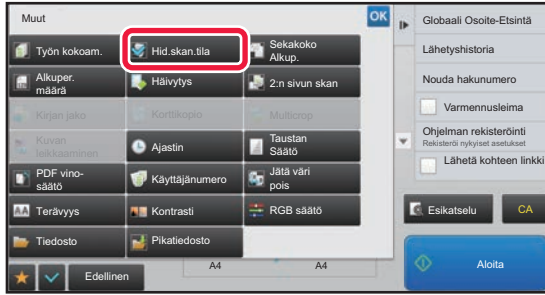 Muut
OK
Työn kokoam.
Hid.skan.tila
Sekakoko
Alkup.
Alkuper.
määrä
Häivytys
2:n sivun skan
Kirjan jako
Korttikopio
Multicrop
Kuvan
leikkaaminen
Ajastin
Taustan
Säätö
PDF vino-
säätö
Käyttäjänumero
Jätä väri
pois
AA Terävyys
Kontrasti
RGB säätö
Tiedosto
Pikatiedosto
Edellinen
A4
A4
Globaali Osoite-Etsintä
Lähetyshistoria
Nouda hakunumero
Varmennusleima
Ohjelman rekisteröinti
Rekisteröi nykyiset asetukset
Lähetä kohteen linkki
Esikatselu
CA
Aloita